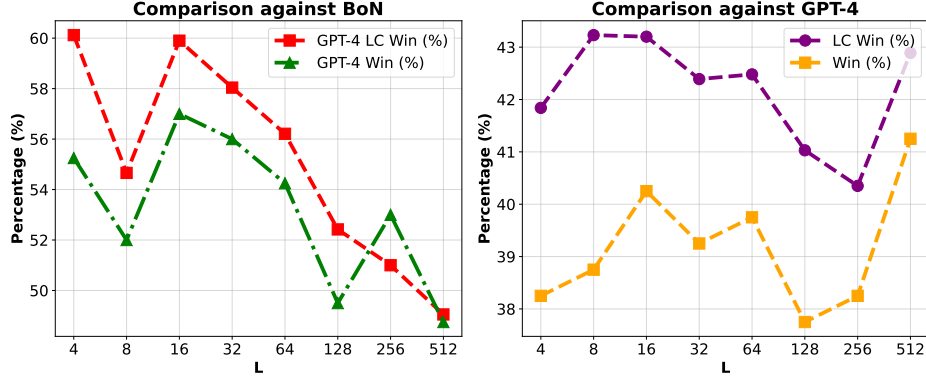 Comparison against BoN
Percentage (%)
60
58
56
54
52
50
GPT-4 LC Win (%)
GPT-4 Win (%)
4 8 16 32 64 128 256 512
L
Comparison against GPT-4
Percentage (%)
43
42
41
40
39
38
LC Win (%)
Win (%)
4 8 16 32 64 128 256 512
L